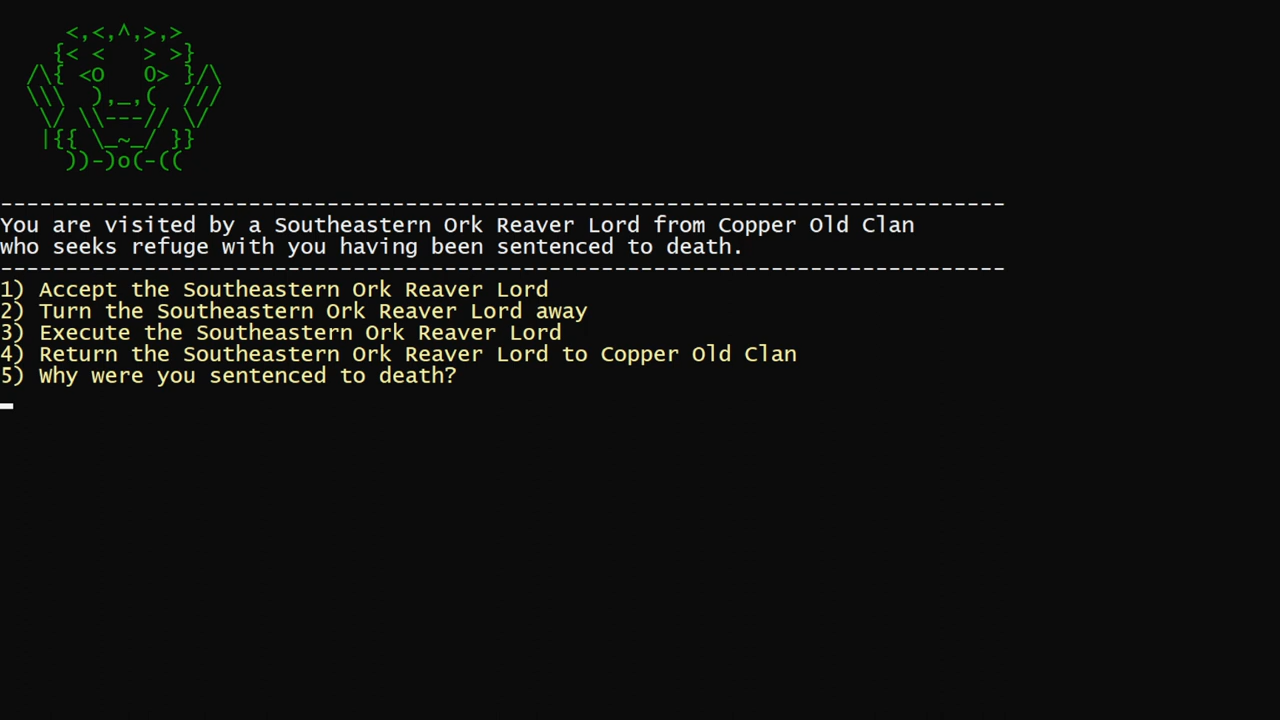 <,<,^,>,>
{< <   > >}
/\{ <O   O> }/\
\\\  ),_,(  ///
\/ \\---// \/
|{{ \_~_/ }}
))-)o(-((
-----------------------------------------------------------------------------
You are visited by a Southeastern Ork Reaver Lord from Copper Old Clan
who seeks refuge with you having been sentenced to death.
-----------------------------------------------------------------------------
1) Accept the Southeastern Ork Reaver Lord
2) Turn the Southeastern Ork Reaver Lord away
3) Execute the Southeastern Ork Reaver Lord
4) Return the Southeastern Ork Reaver Lord to Copper Old Clan
5) Why were you sentenced to death?